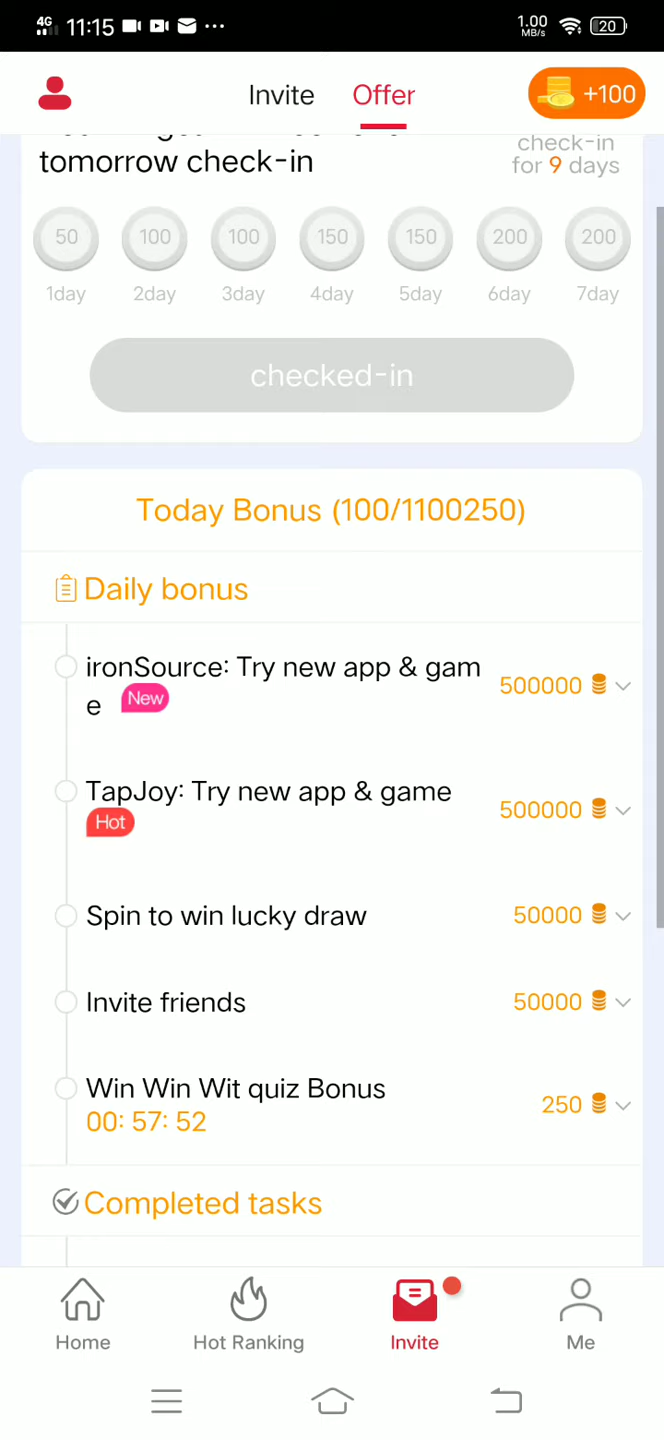 4G 11:15 ... 1.00 MB/s 20
Invite Offer +100
check-in
tomorrow check-in for 9 days
50 100 100 150 150 200 200
1day 2day 3day 4day 5day 6day 7day
checked-in
Today Bonus (100/1100250)
Daily bonus
ironSource: Try new app & gam
e New 500000
TapJoy: Try new app & game
Hot 500000
Spin to win lucky draw 50000
Invite friends 50000
Win Win Wit quiz Bonus
00: 57: 52 250
Completed tasks
Home Hot Ranking Invite Me